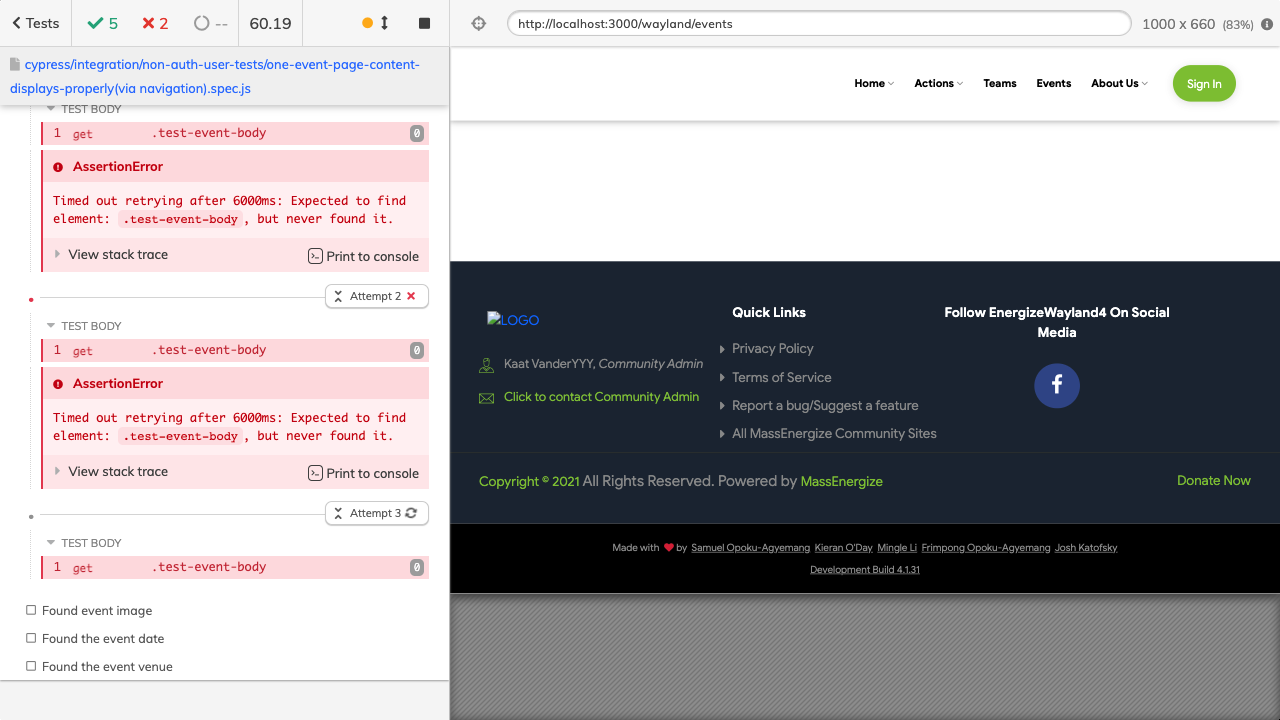 Tests
5
2
--
60.19
cypress/integration/non-auth-user-tests/one-event-page-content-
displays-properly(via navigation).spec.js
TEST BODY
1 get .test-event-body 0
AssertionError
Timed out retrying after 6000ms: Expected to find
element: .test-event-body, but never found it.
View stack trace
Print to console
Attempt 2
TEST BODY
1 get .test-event-body 0
AssertionError
Timed out retrying after 6000ms: Expected to find
element: .test-event-body, but never found it.
View stack trace
Print to console
Attempt 3
TEST BODY
1 get .test-event-body 0
Found event image
Found the event date
Found the event venue
http://localhost:3000/wayland/events
1000 x 660 (83%)
Home
Actions
Teams
Events
About Us
Sign In
LOGO
Kaat VanderYYY, Community Admin
Click to contact Community Admin
Quick Links
Privacy Policy
Terms of Service
Report a bug/Suggest a feature
All MassEnergize Community Sites
Follow EnergizeWayland4 On Social
Media
Copyright © 2021 All Rights Reserved. Powered by MassEnergize
Donate Now
Made with by Samuel Opoku-Agyemang Kieran O'Day Mingle Li Frimpong Opoku-Agyemang Josh Katofsky
Development Build 4.1.31